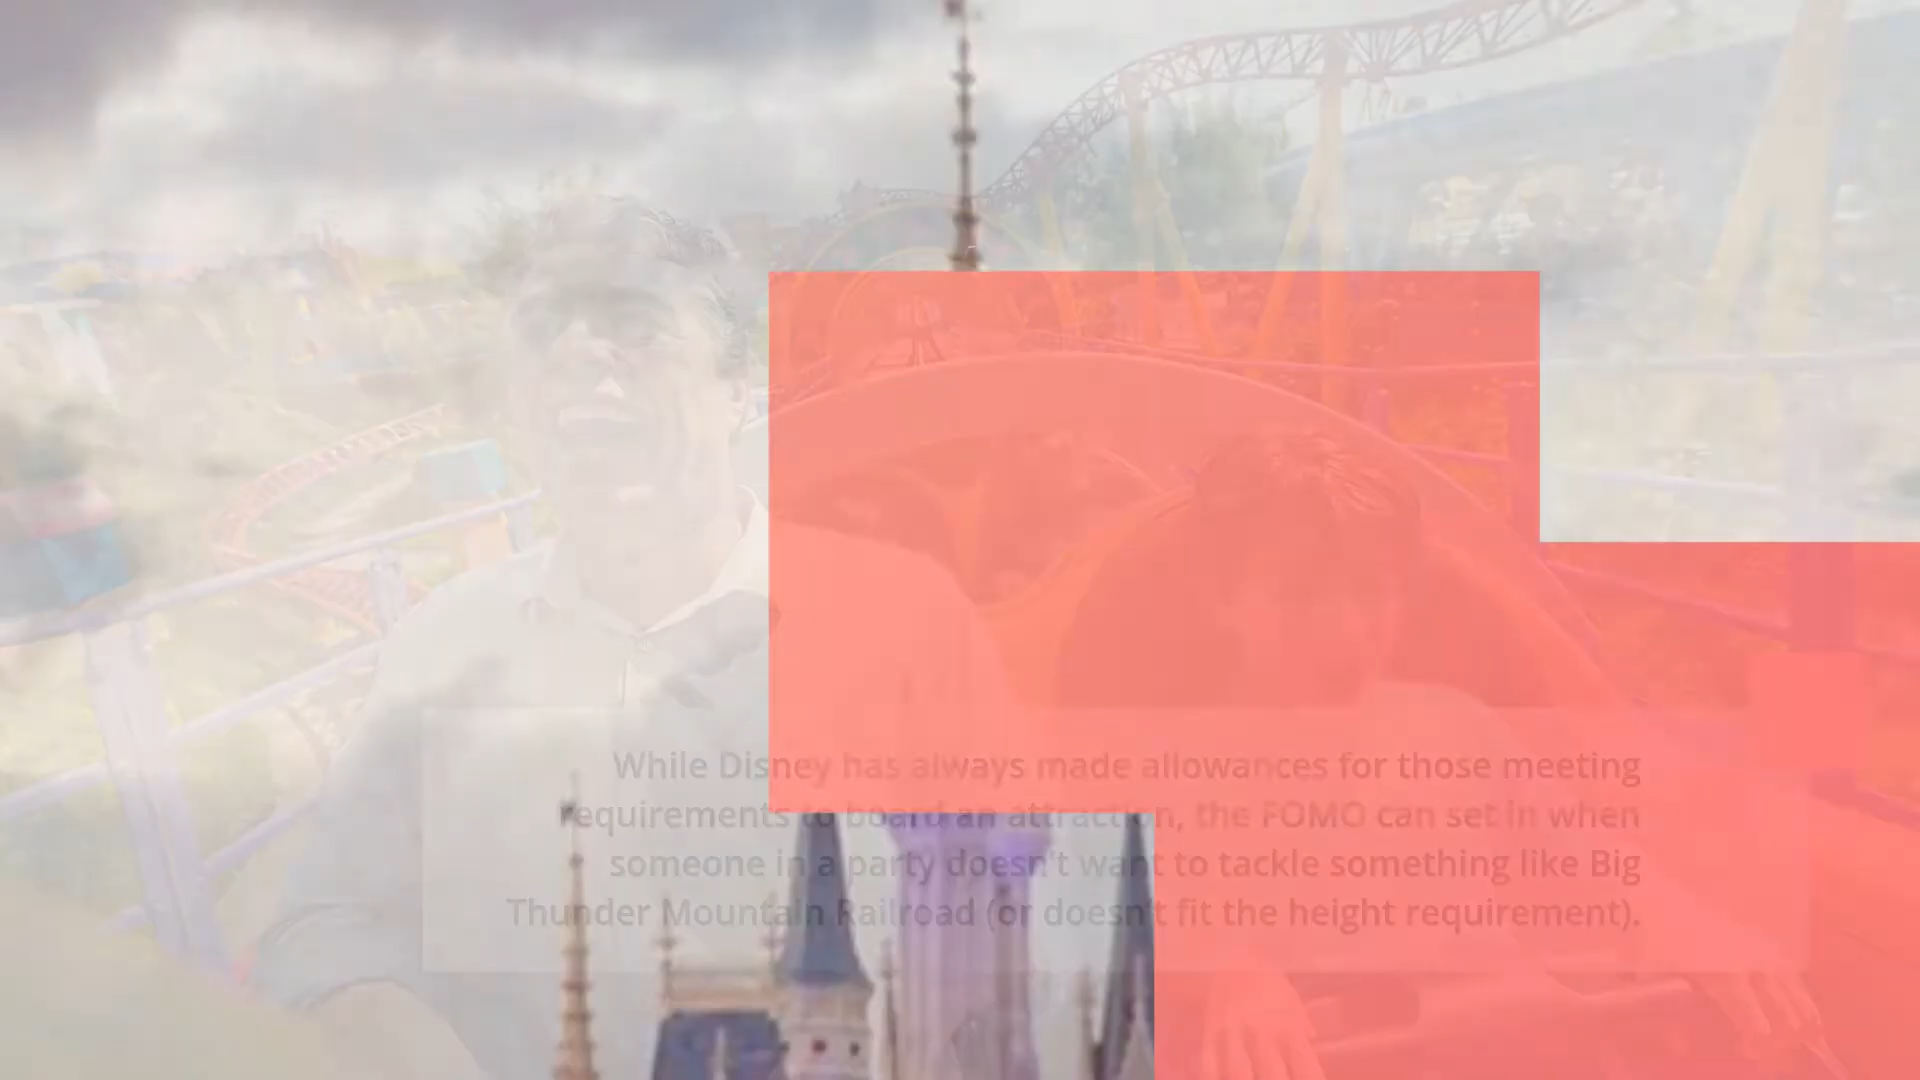 While Disney has always made allowances for those meeting
requirements to board an attraction, the FOMO can set in when
someone in a party doesn't want to tackle something like Big
Thunder Mountain Railroad (or doesn't fit the height requirement).